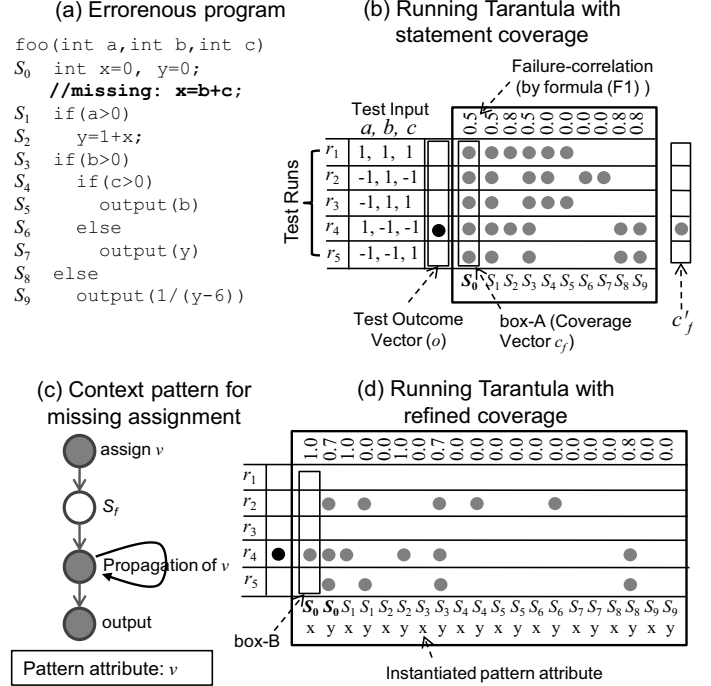 (a) Errorenous program
foo(int a,int b,int c)
S0 int x=0, y=0;
//missing: x=b+c;
S1 if(a>0)
S2 y=1+x;
S3 if(b>0)
S4 if(c>0)
S5 output(b)
S6 else
S7 output(y)
S8 else
S9 output(1/(y-6))
(b) Running Tarantula with
statement coverage
Failure-correlation
(by formula (F1) )
Test Input
a, b, c
0.5 0.5 0.8 0.5 0.0 0.0 0.0 0.0 0.8 0.8
Test Runs
r1 1, 1, 1
r2 -1, 1, -1
r3 -1, 1, 1
r4 1, -1, -1
r5 -1, -1, 1
S0 S1 S2 S3 S4 S5 S6 S7 S8 S9
Test Outcome
Vector (o)
box-A (Coverage
Vector cf)
c'f
(c) Context pattern for
missing assignment
assign v
Sf
Propagation of v
output
Pattern attribute: v
(d) Running Tarantula with
refined coverage
1.0 0.7 1.0 0.0 0.0 1.0 0.0 0.7 0.0 0.0 0.0 0.0 0.0 0.0 0.0 0.0 0.0 0.8 0.0 0.0
r1
r2
r3
r4
r5
S0 S0 S1 S1 S2 S2 S3 S3 S4 S4 S5 S5 S6 S6 S7 S7 S8 S8 S9 S9
x y x y x y x y x y x y x y x y x y x y
box-B
Instantiated pattern attribute